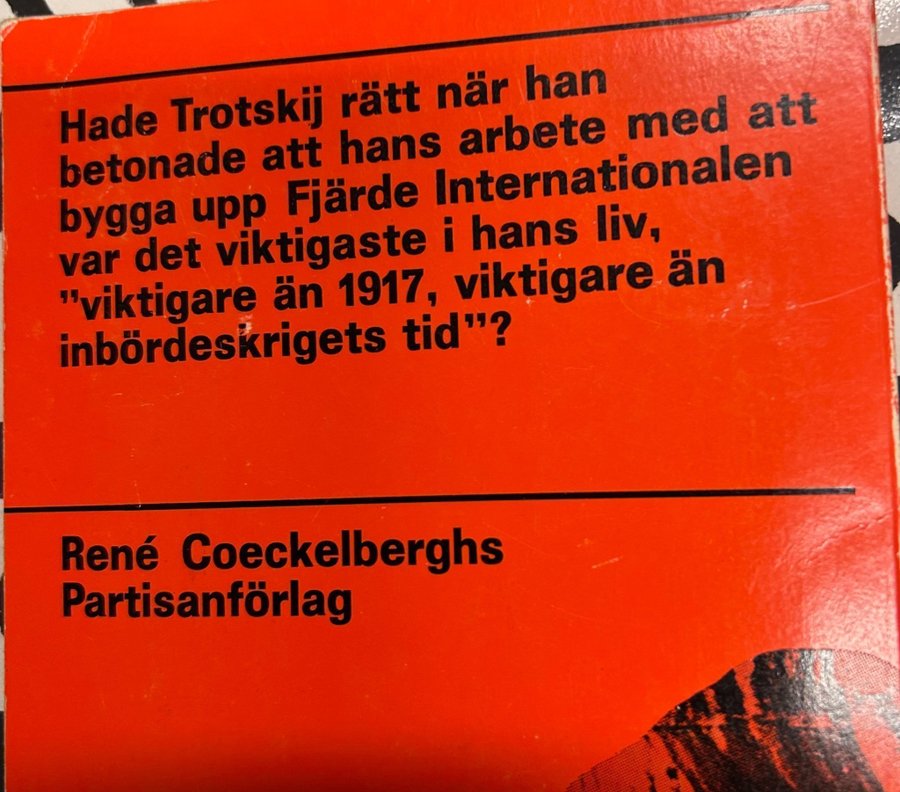 Hade Trotskij rätt när han
betonade att hans arbete med att
bygga upp Fjärde Internationalen
var det viktigaste i hans liv,
”viktigare än 1917, viktigare än
inbördeskrigets tid”?
René Coeckelberghs
Partisanförlag